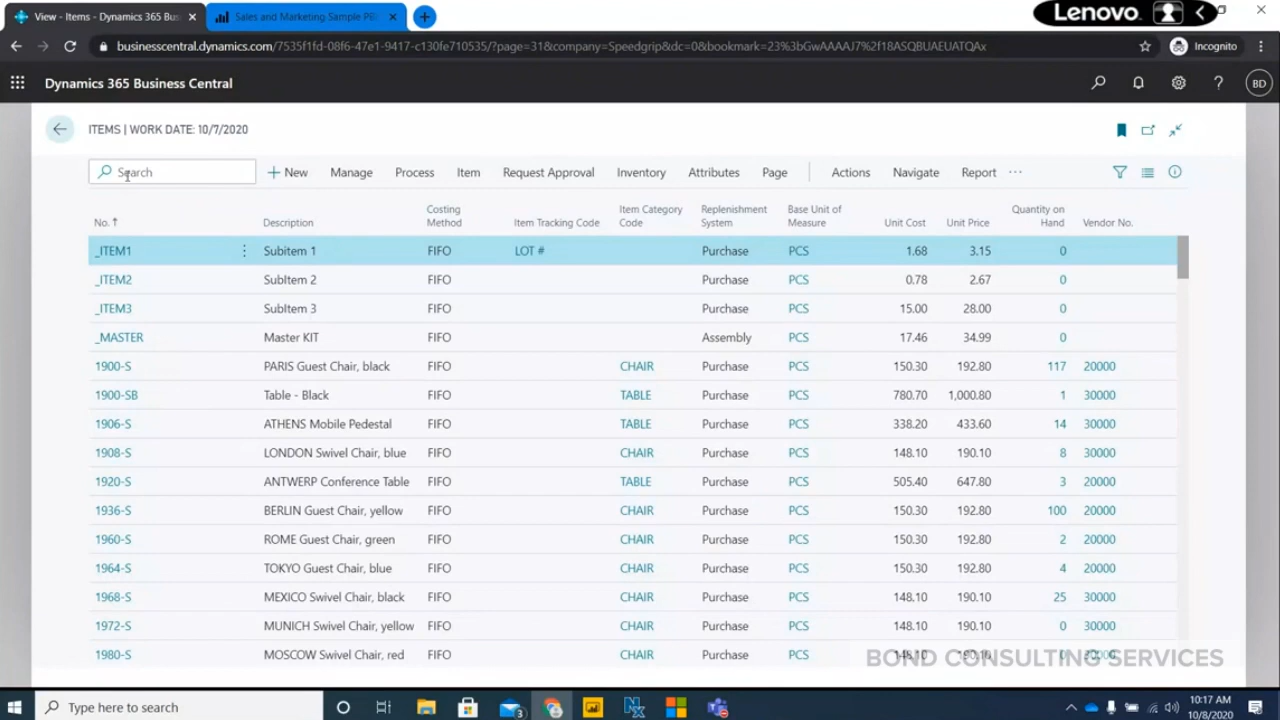 View - Items - Dynamics 365 Bus
Sales and Marketing Sample PB
Lenovo
businesscentral.dynamics.com/7535f1fd-08f6-47e1-9417-c130fe710535/?page=31&company=Speedgrip&dc=0&bookmark=23%3bGwAAAAJ7%2f18ASQBUAEUATQAx
Incognito
Dynamics 365 Business Central
BD
ITEMS | WORK DATE: 10/7/2020
Search
New Manage Process Item Request Approval Inventory Attributes Page Actions Navigate Report ...
No. ↑ Description Costing Method Item Tracking Code Item Category Code Replenishment System Base Unit of Measure Unit Cost Unit Price Quantity on Hand Vendor No.
_ITEM1 SubItem 1 FIFO LOT # Purchase PCS 1.68 3.15 0
_ITEM2 SubItem 2 FIFO Purchase PCS 0.78 2.67 0
_ITEM3 SubItem 3 FIFO Purchase PCS 15.00 28.00 0
_MASTER Master KIT FIFO Assembly PCS 17.46 34.99 0
1900-S PARIS Guest Chair, black FIFO CHAIR Purchase PCS 150.30 192.80 117 20000
1900-SB Table - Black FIFO TABLE Purchase PCS 780.70 1,000.80 1 30000
1906-S ATHENS Mobile Pedestal FIFO TABLE Purchase PCS 338.20 433.60 14 30000
1908-S LONDON Swivel Chair, blue FIFO CHAIR Purchase PCS 148.10 190.10 8 30000
1920-S ANTWERP Conference Table FIFO TABLE Purchase PCS 505.40 647.80 3 20000
1936-S BERLIN Guest Chair, yellow FIFO CHAIR Purchase PCS 150.30 192.80 100 20000
1960-S ROME Guest Chair, green FIFO CHAIR Purchase PCS 150.30 192.80 2 20000
1964-S TOKYO Guest Chair, blue FIFO CHAIR Purchase PCS 150.30 192.80 4 20000
1968-S MEXICO Swivel Chair, black FIFO CHAIR Purchase PCS 148.10 190.10 25 30000
1972-S MUNICH Swivel Chair, yellow FIFO CHAIR Purchase PCS 148.10 190.10 0 30000
1980-S MOSCOW Swivel Chair, red FIFO CHAIR Purchase PCS 148.10 190.10 0 30000
BOND CONSULTING SERVICES
Type here to search
10:17 AM
10/8/2020